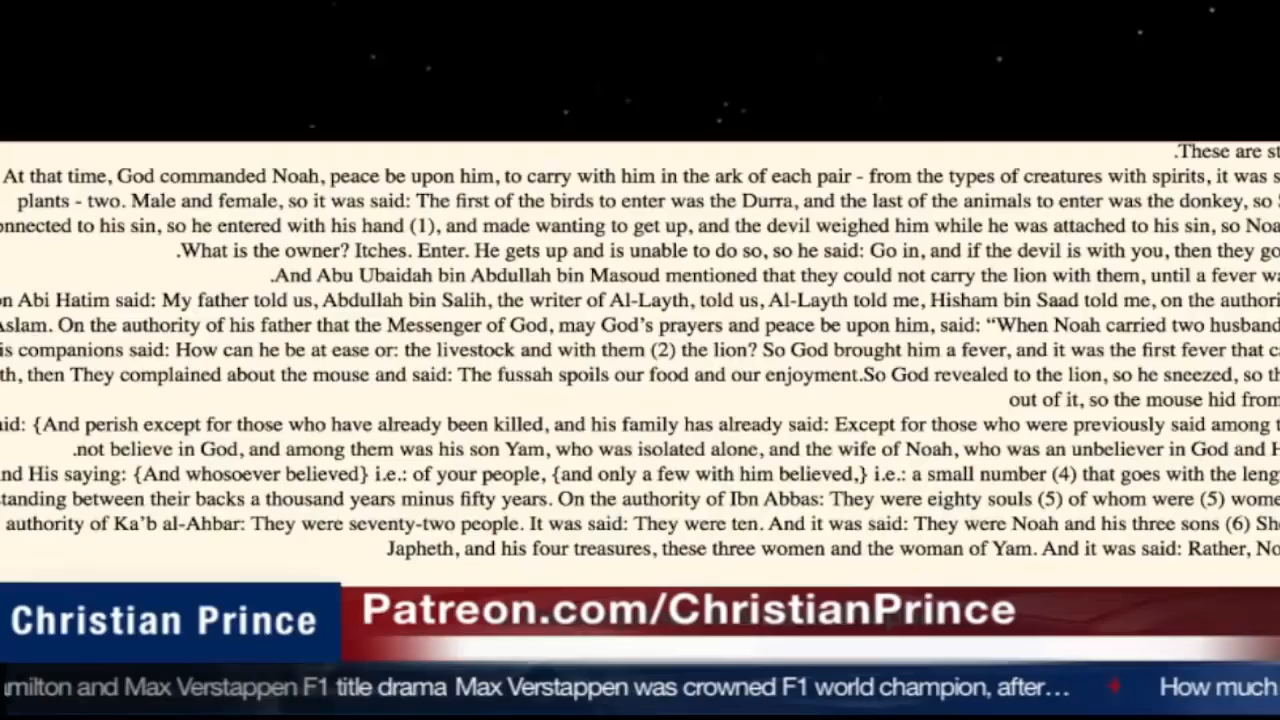 .These are st
At that time, God commanded Noah, peace be upon him, to carry with him in the ark of each pair - from the types of creatures with spirits, it was s
plants - two. Male and female, so it was said: The first of the birds to enter was the Durra, and the last of the animals to enter was the donkey, so
onnected to his sin, so he entered with his hand (1), and made wanting to get up, and the devil weighed him while he was attached to his sin, so Noa
.What is the owner? Itches. Enter. He gets up and is unable to do so, so he said: Go in, and if the devil is with you, then they go
.And Abu Ubaidah bin Abdullah bin Masoud mentioned that they could not carry the lion with them, until a fever wa
n Abi Hatim said: My father told us, Abdullah bin Salih, the writer of Al-Layth, told us, Al-Layth told me, Hisham bin Saad told me, on the authori
Aslam. On the authority of his father that the Messenger of God, may God's prayers and peace be upon him, said: “When Noah carried two husband
is companions said: How can he be at ease or: the livestock and with them (2) the lion? So God brought him a fever, and it was the first fever that c
th, then They complained about the mouse and said: The fussah spoils our food and our enjoyment.So God revealed to the lion, so he sneezed, so th
out of it, so the mouse hid from
aid: {And perish except for those who have already been killed, and his family has already said: Except for those who were previously said among t
.not believe in God, and among them was his son Yam, who was isolated alone, and the wife of Noah, who was an unbeliever in God and H
nd His saying: {And whosoever believed} i.e.: of your people, {and only a few with him believed,} i.e.: a small number (4) that goes with the leng
standing between their backs a thousand years minus fifty years. On the authority of Ibn Abbas: They were eighty souls (5) of whom were (5) wome
authority of Ka'b al-Ahbar: They were seventy-two people. It was said: They were ten. And it was said: They were Noah and his three sons (6) She
Japheth, and his four treasures, these three women and the woman of Yam. And it was said: Rather, No
Patreon.com/ChristianPrince
Christian Prince
milton and Max Verstappen F1 title drama Max Verstappen was crowned F1 world champion, after… How much